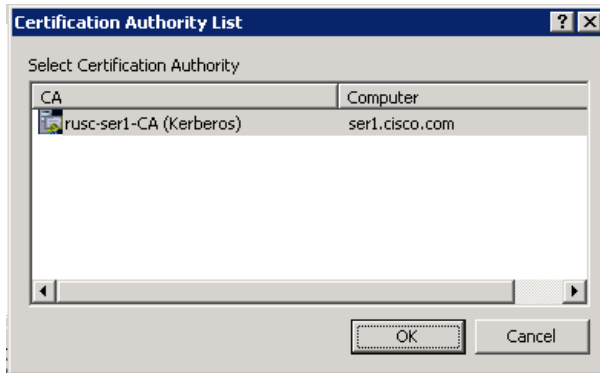 Certification Authority List
Select Certification Authority
CA Computer
rusc-ser1-CA (Kerberos) ser1.cisco.com
OK Cancel